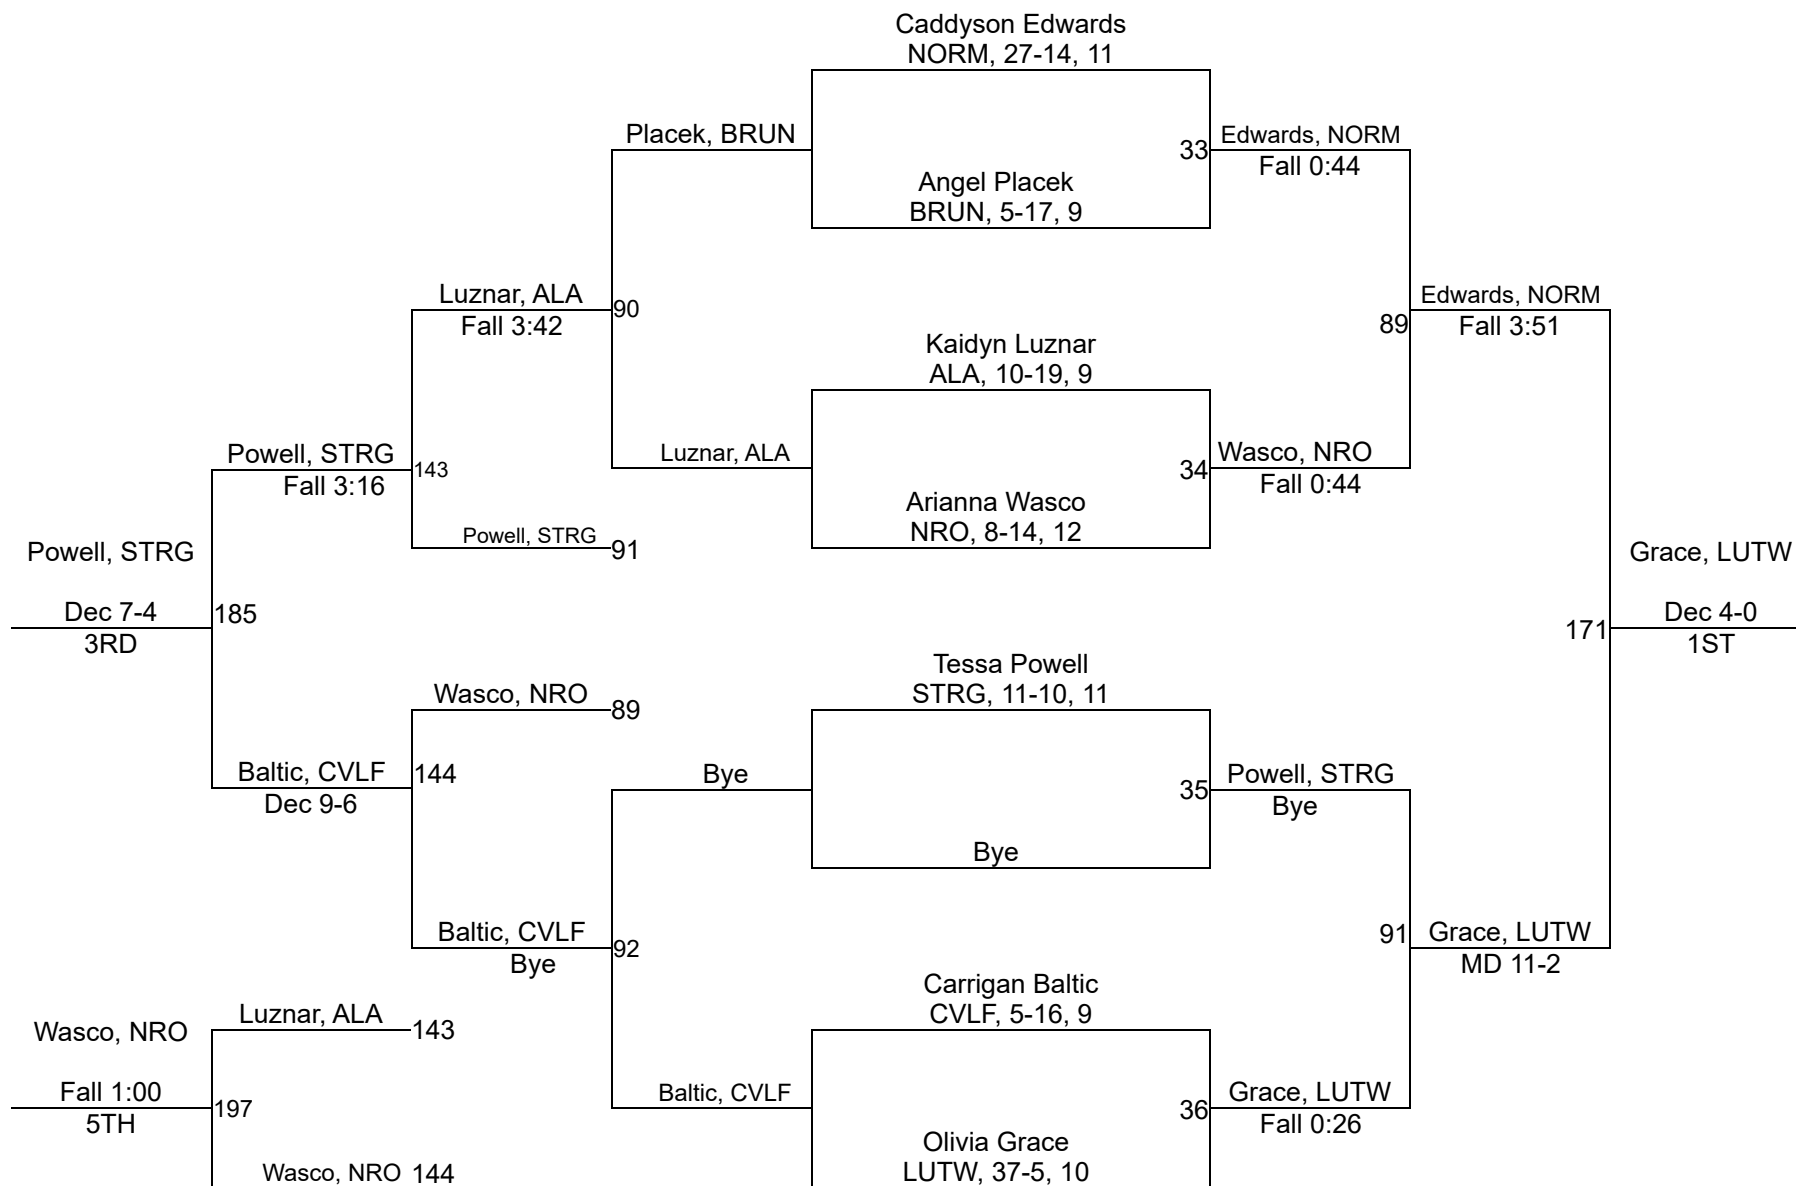 Caddyson Edwards
NORM, 27-14, 11
Placek, BRUN
33
Edwards, NORM
Fall 0:44
Angel Placek
BRUN, 5-17, 9
Luznar, ALA
Fall 3:42
90
Edwards, NORM
Fall 3:51
89
Kaidyn Luznar
ALA, 10-19, 9
Powell, STRG
Fall 3:16
143
Luznar, ALA
34
Wasco, NRO
Fall 0:44
Arianna Wasco
NRO, 8-14, 12
Powell, STRG
91
Powell, STRG
Dec 7-4
3RD
185
Grace, LUTW
Dec 4-0
1ST
171
Tessa Powell
STRG, 11-10, 11
Wasco, NRO
89
Baltic, CVLF
Dec 9-6
144
Bye
35
Powell, STRG
Bye
Bye
Baltic, CVLF
Bye
92
91
Grace, LUTW
MD 11-2
Carrigan Baltic
CVLF, 5-16, 9
Luznar, ALA
143
Wasco, NRO
Fall 1:00
5TH
197
Baltic, CVLF
36
Grace, LUTW
Fall 0:26
Olivia Grace
LUTW, 37-5, 10
Wasco, NRO
144